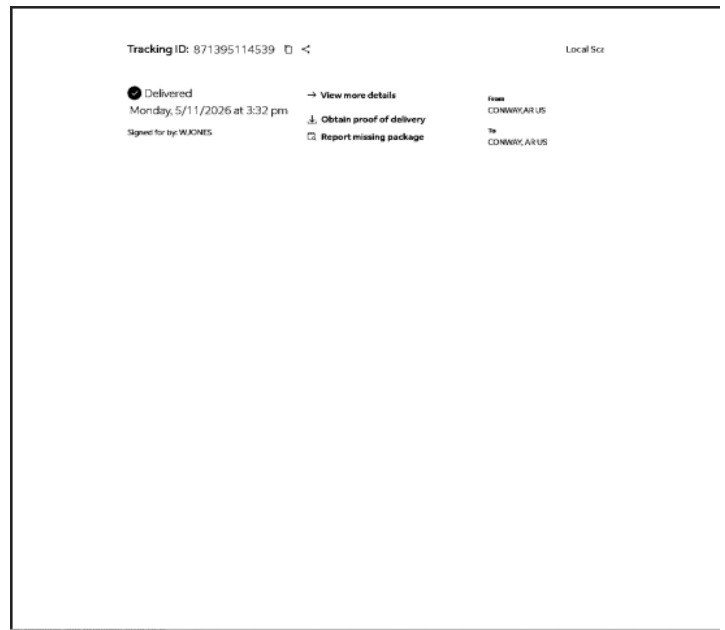 Tracking ID: 871395114539
Local Sca
Delivered
Monday, 5/11/2026 at 3:32 pm
Signed for by: W.JONES
→ View more details
Obtain proof of delivery
Report missing package
From
CONWAY, AR US
To
CONWAY, AR US